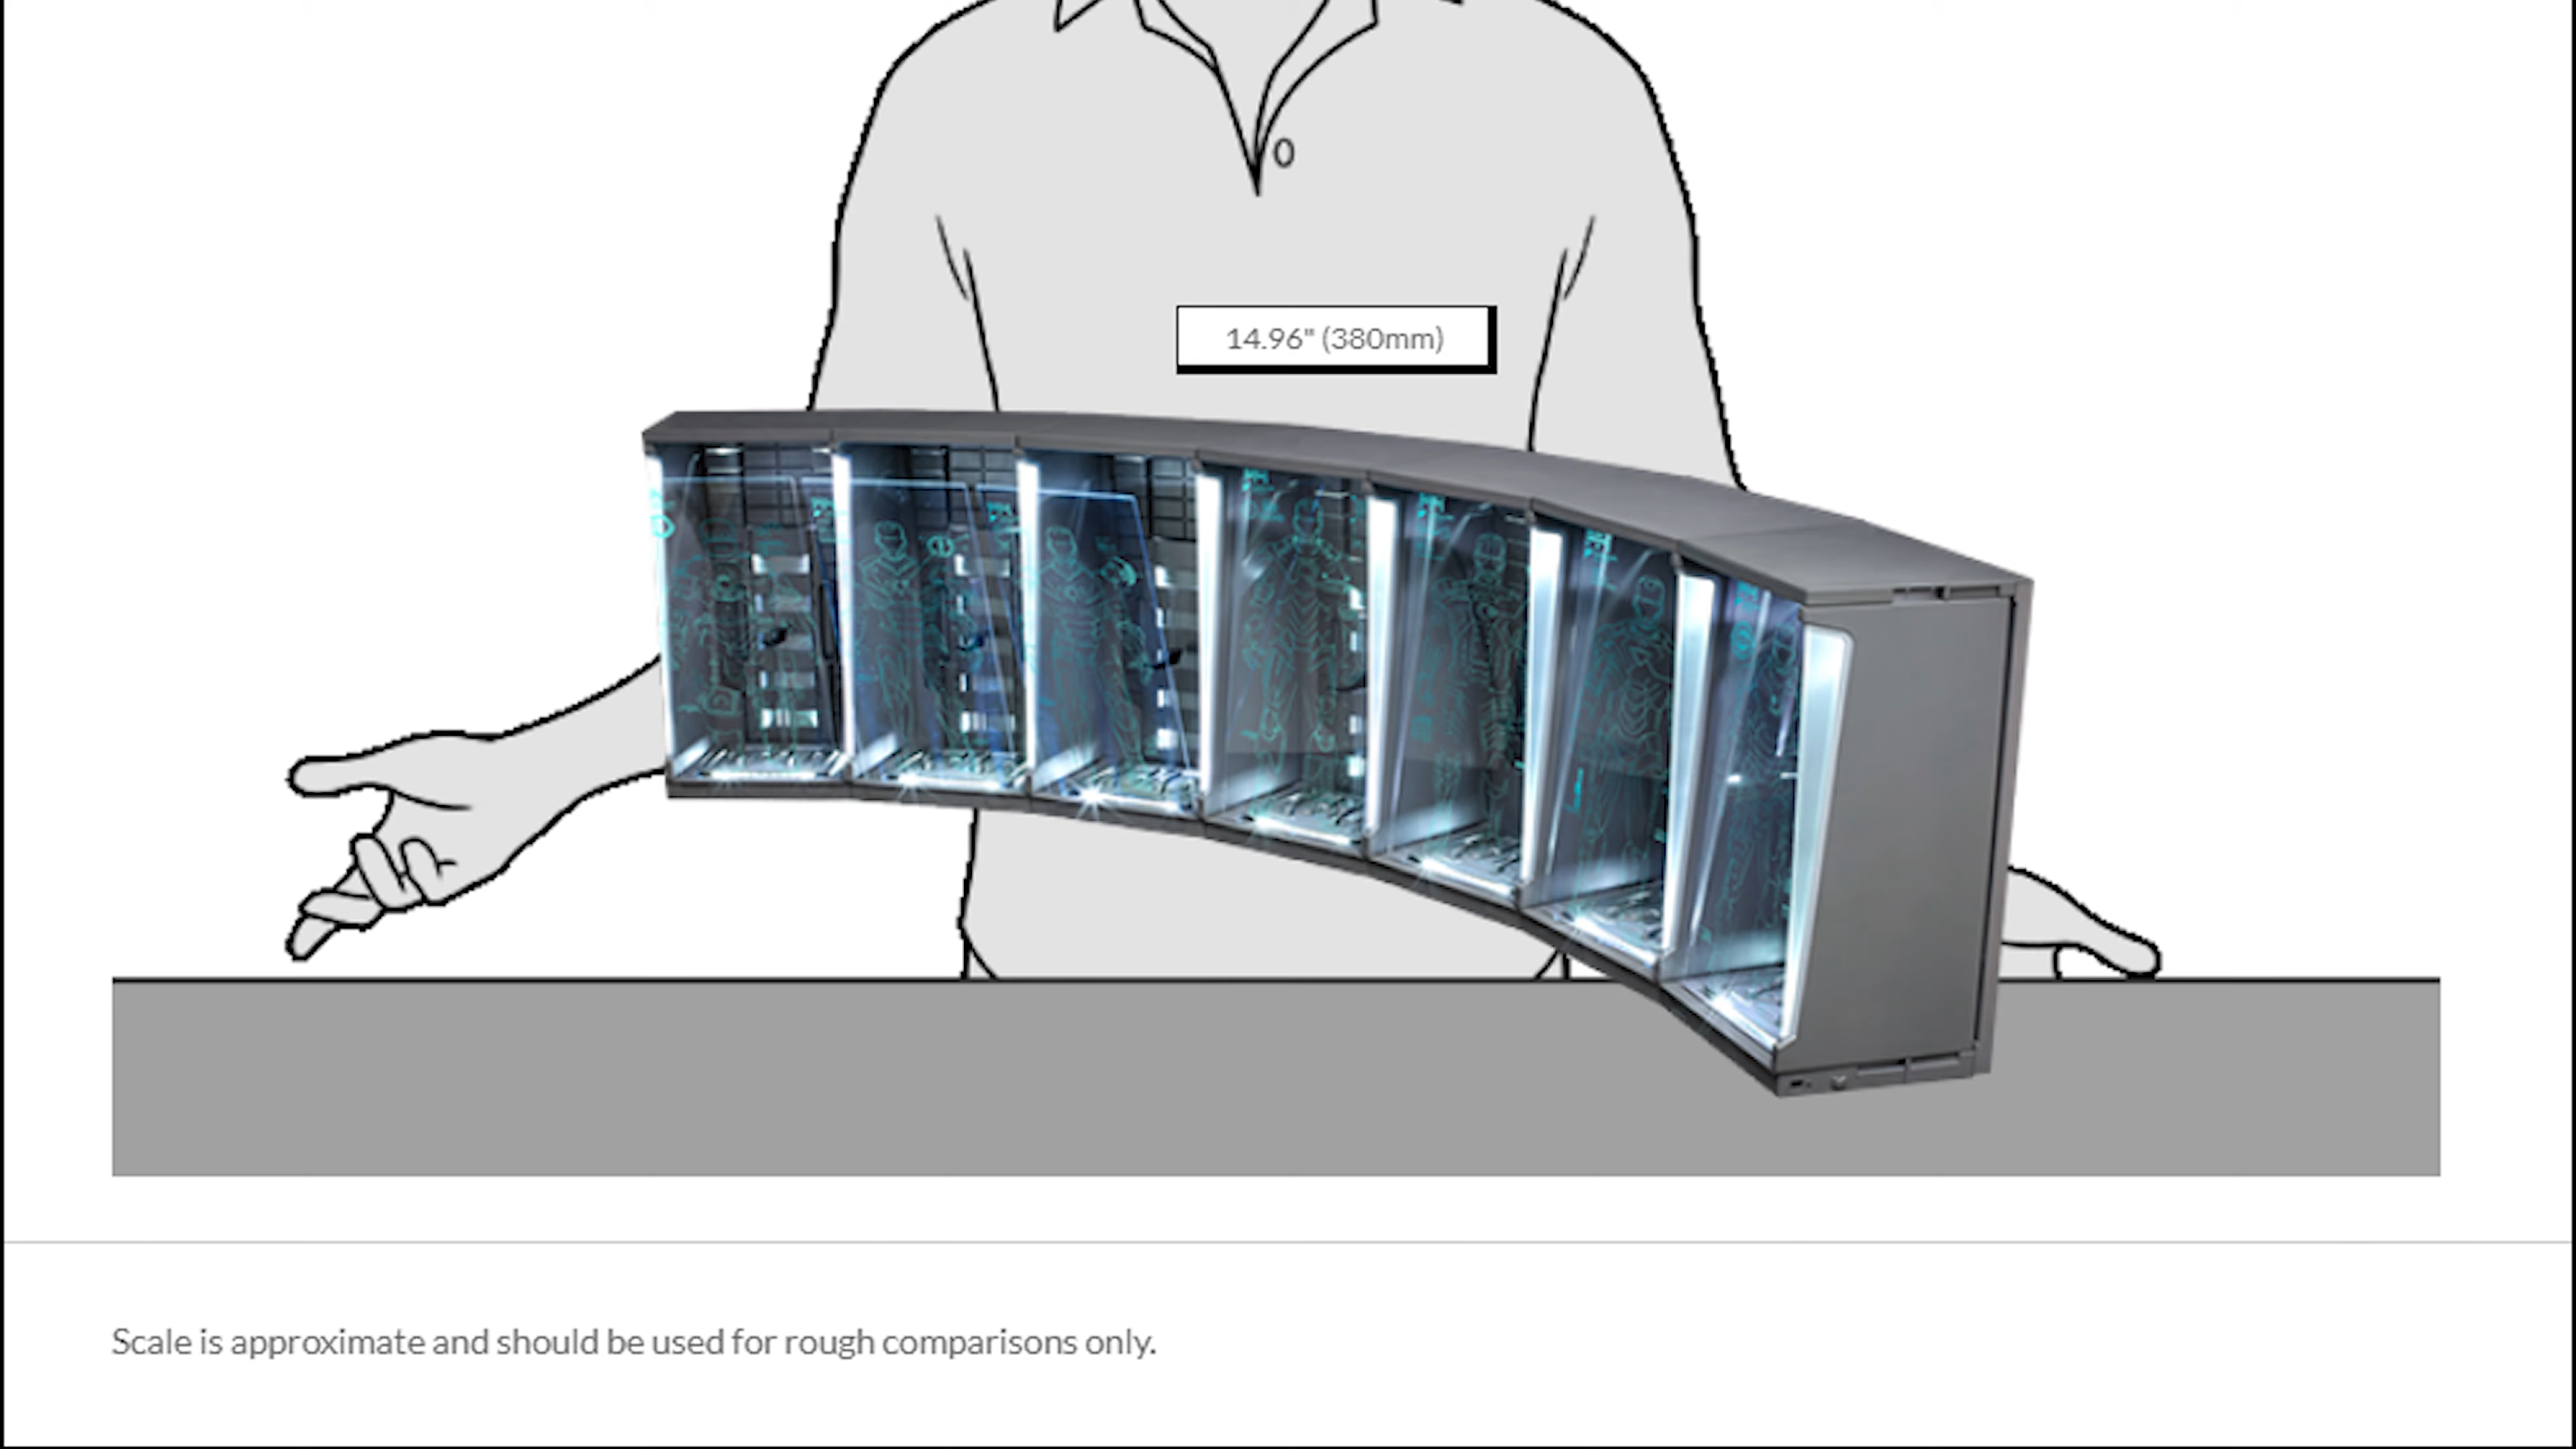 14.96" (380mm)
Scale is approximate and should be used for rough comparisons only.